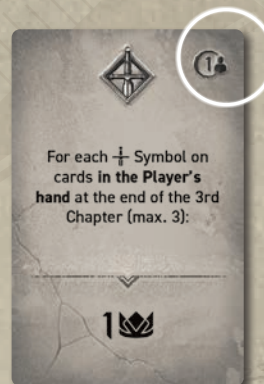 1
For each Symbol on
cards in the Player's
hand at the end of the 3rd
Chapter (max. 3):
1